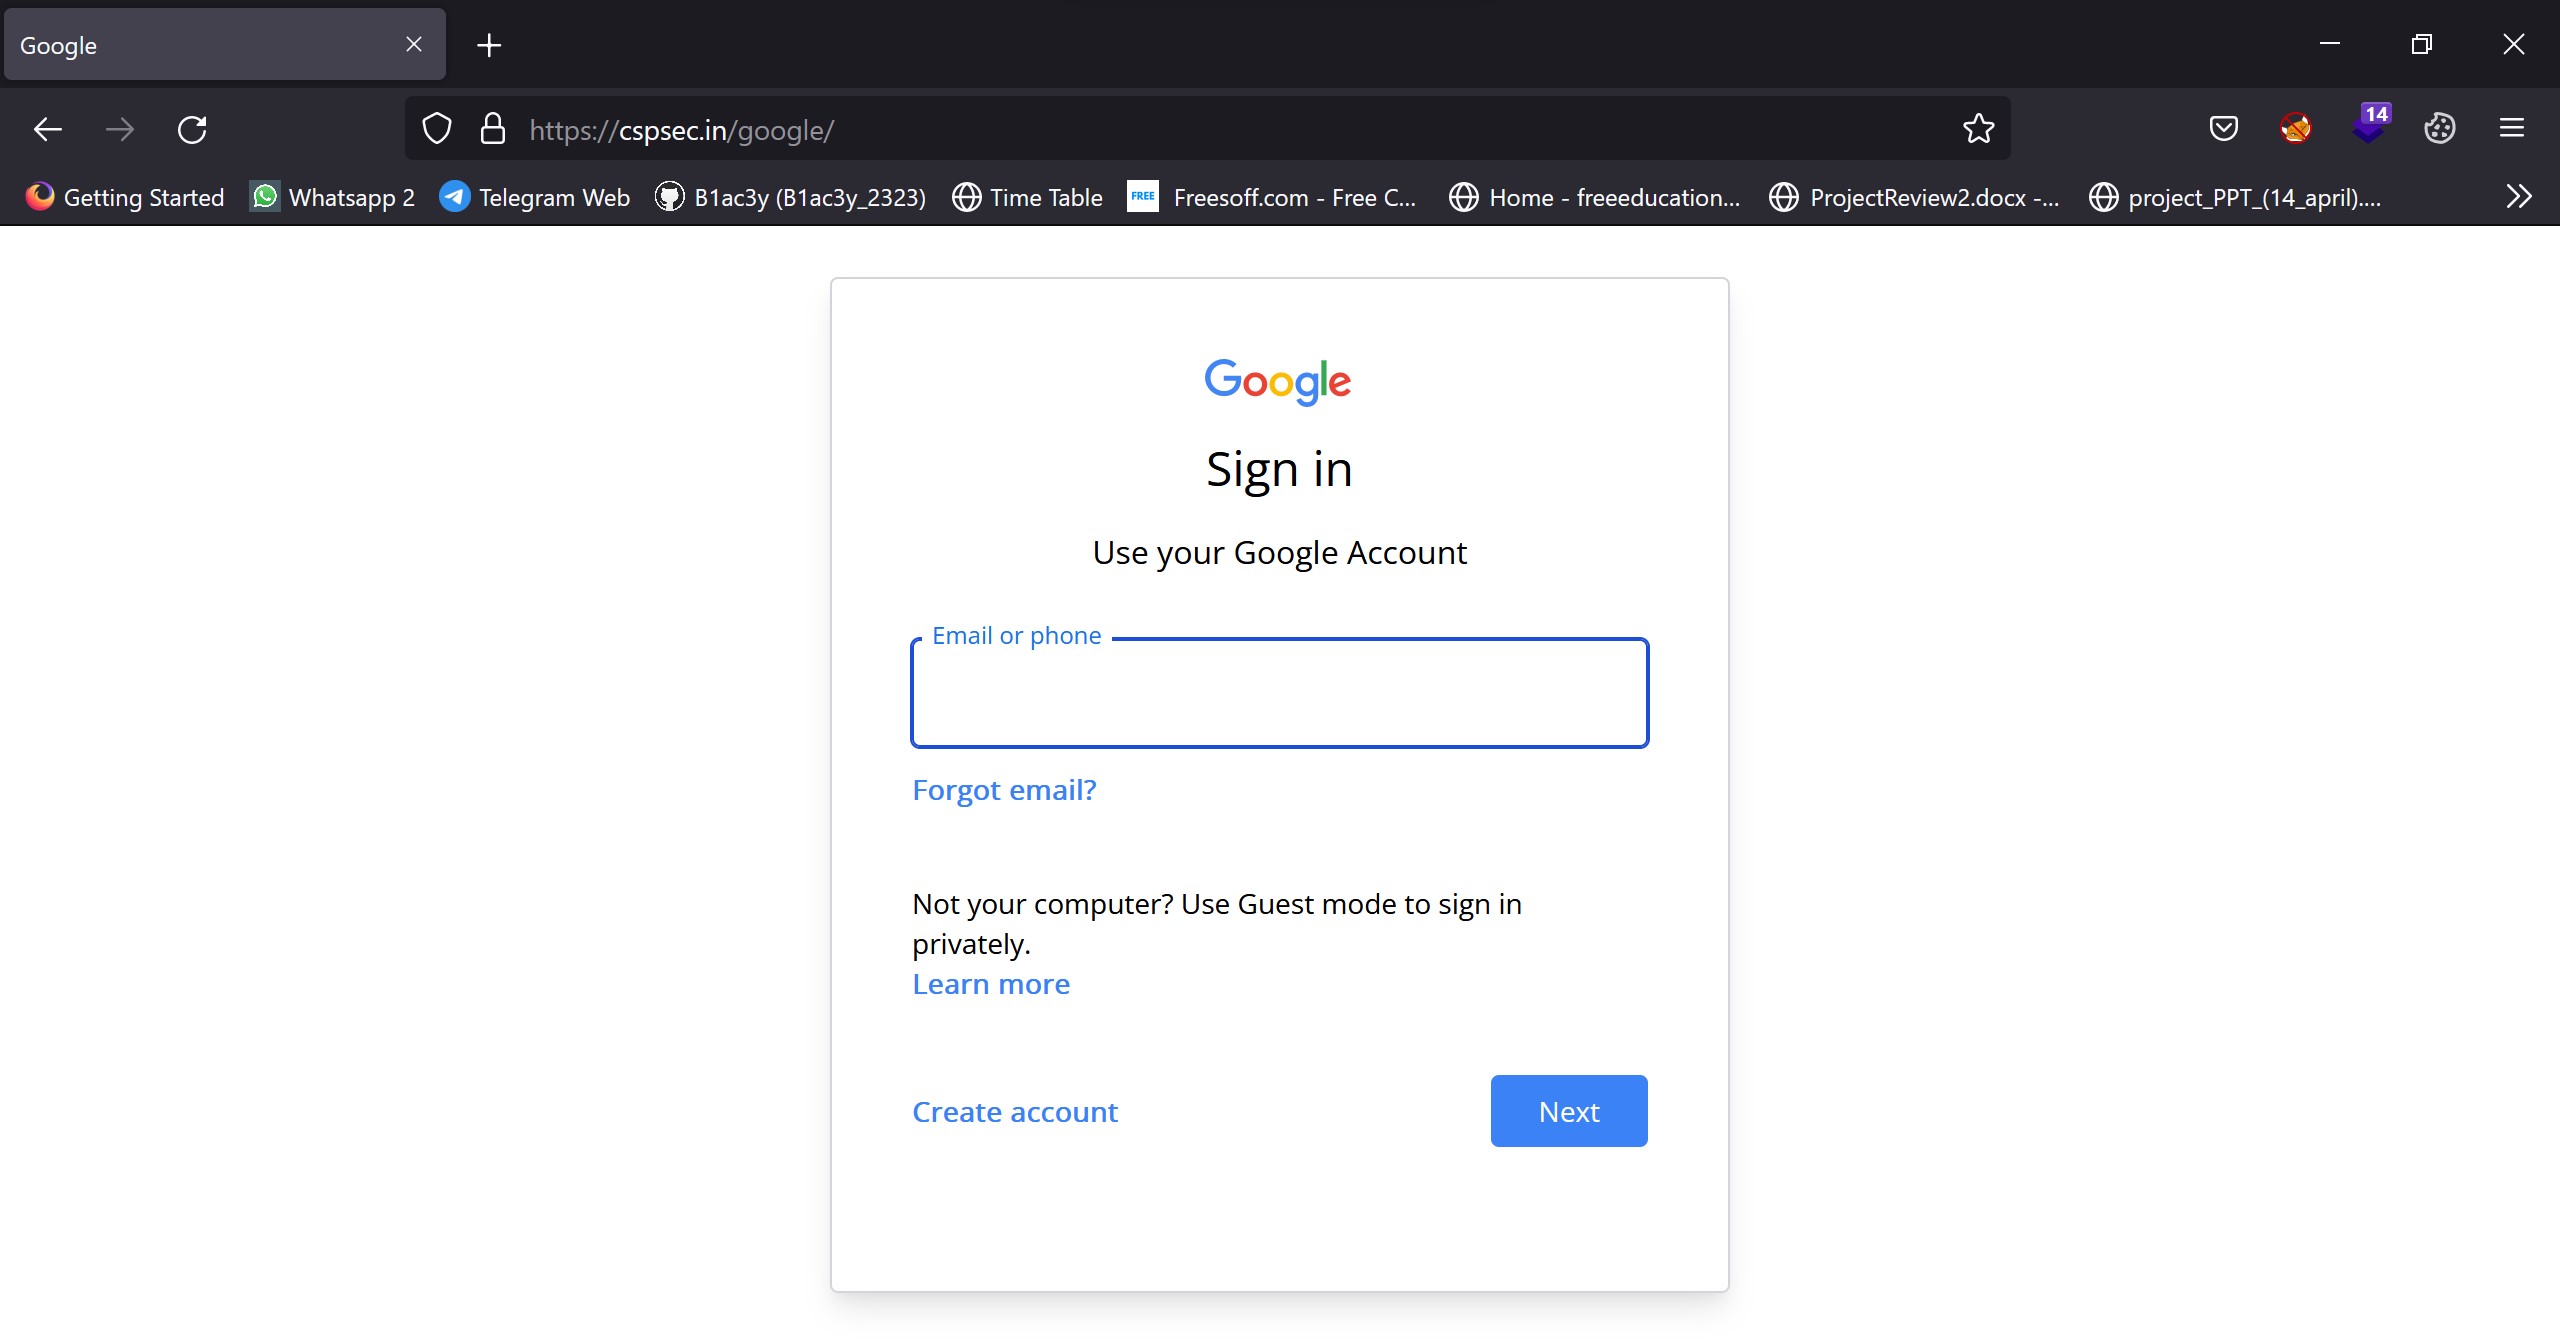 Google
https://cspsec.in/google/
14
Getting Started
Whatsapp 2
Telegram Web
B1ac3y (B1ac3y_2323)
Time Table
FREE
Freesoff.com - Free C...
Home - freeeducation...
ProjectReview2.docx -...
project_PPT_(14_april)....
Google
Sign in
Use your Google Account
Email or phone
Forgot email?
Not your computer? Use Guest mode to sign in
privately.
Learn more
Create account
Next